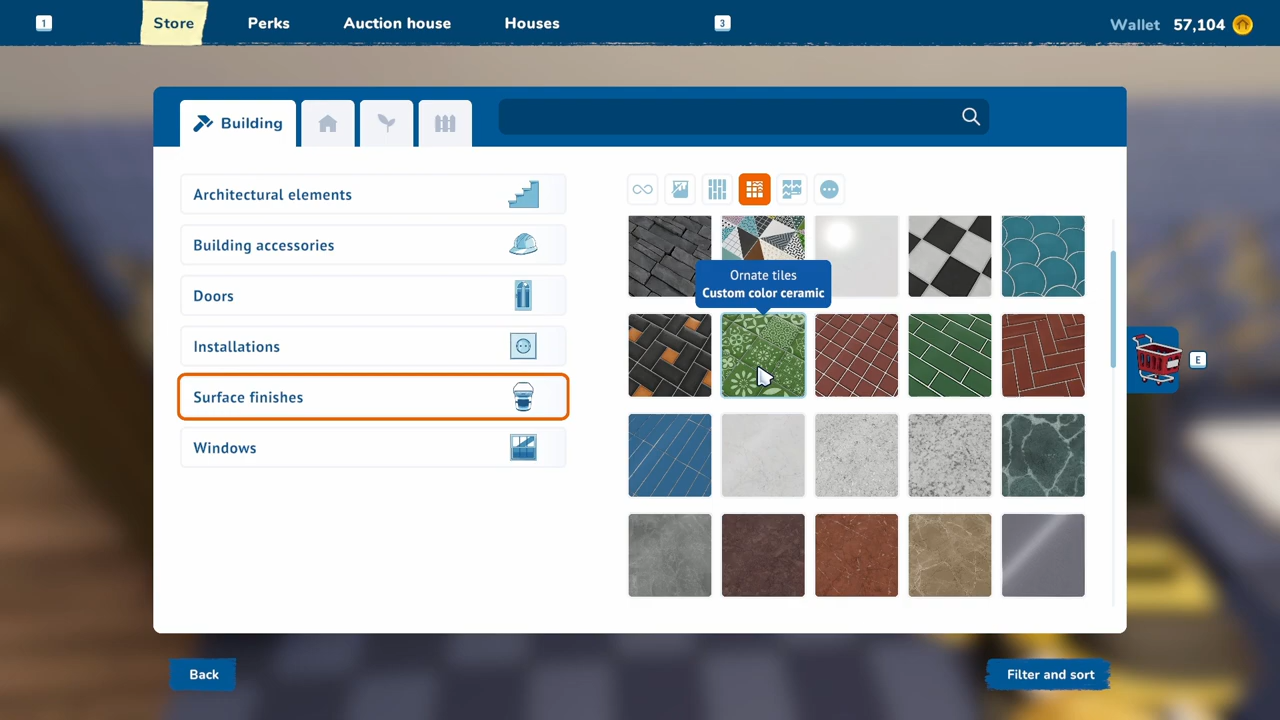 1
Store
Perks
Auction house
Houses
3
Wallet 57,104
Building
Architectural elements
Building accessories
Doors
Installations
Surface finishes
Windows
Ornate tiles
Custom color ceramic
E
Back
Filter and sort